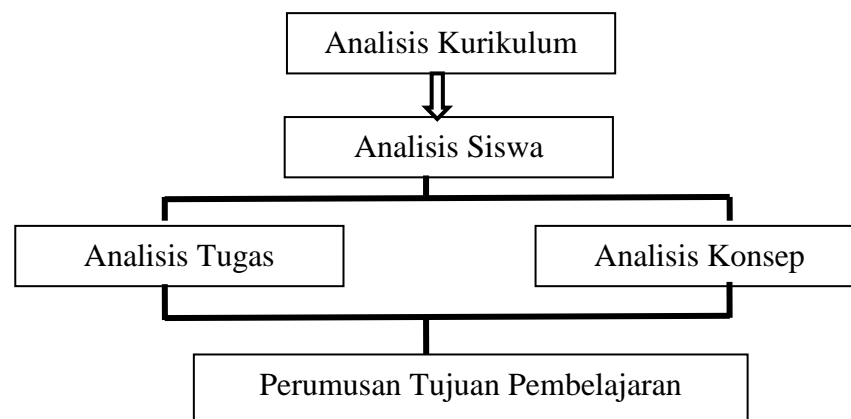 Analisis Kurikulum
Analisis Siswa
Analisis Tugas
Analisis Konsep
Perumusan Tujuan Pembelajaran